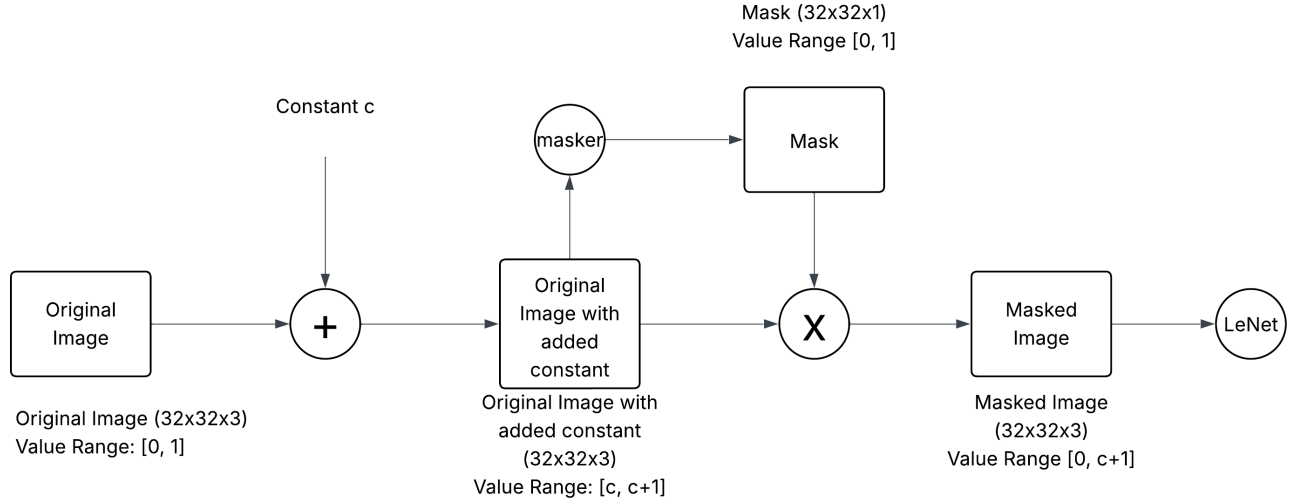 Mask (32x32x1)
Value Range [0, 1]
Constant c
masker
Mask
Original
Image
+
Original
Image with
added
constant
X
Masked
Image
LeNet
Original Image (32x32x3)
Value Range: [0, 1]
Original Image with
added constant
(32x32x3)
Value Range: [c, c+1]
Masked Image
(32x32x3)
Value Range [0, c+1]